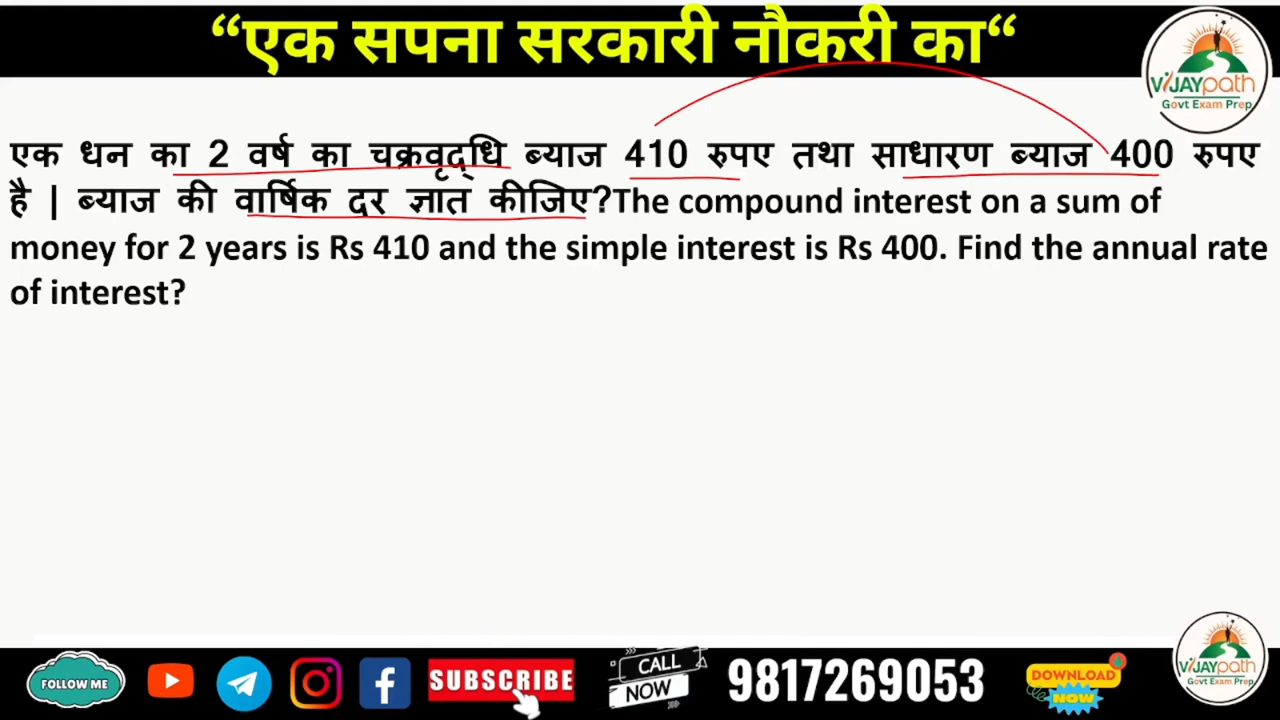 “एक सपना सरकारी नौकरी का“
VIJAYpath
Govt Exam Prep
एक धन का 2 वर्ष का चक्रवृद्धि ब्याज 410 रुपए तथा साधारण ब्याज 400 रुपए
है | ब्याज की वार्षिक दर ज्ञात कीजिए?The compound interest on a sum of
money for 2 years is Rs 410 and the simple interest is Rs 400. Find the annual rate
of interest?
VIJAYpath
Govt Exam Prep
FOLLOW ME
SUBSCRIBE
CALL
NOW
9817269053
DOWNLOAD
NOW